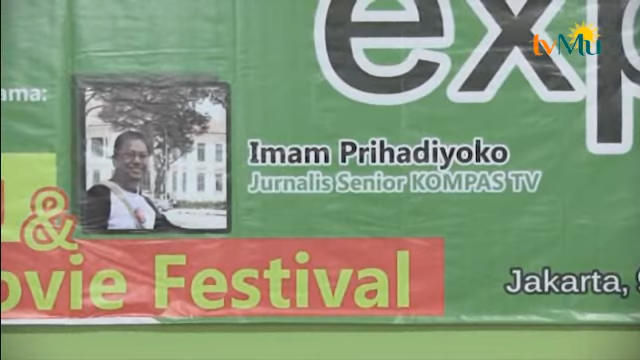 exp
tvMu
ama:
Imam Prihadiyoko
Jurnalis Senior KOMPAS TV
&
ovie Festival
Jakarta,